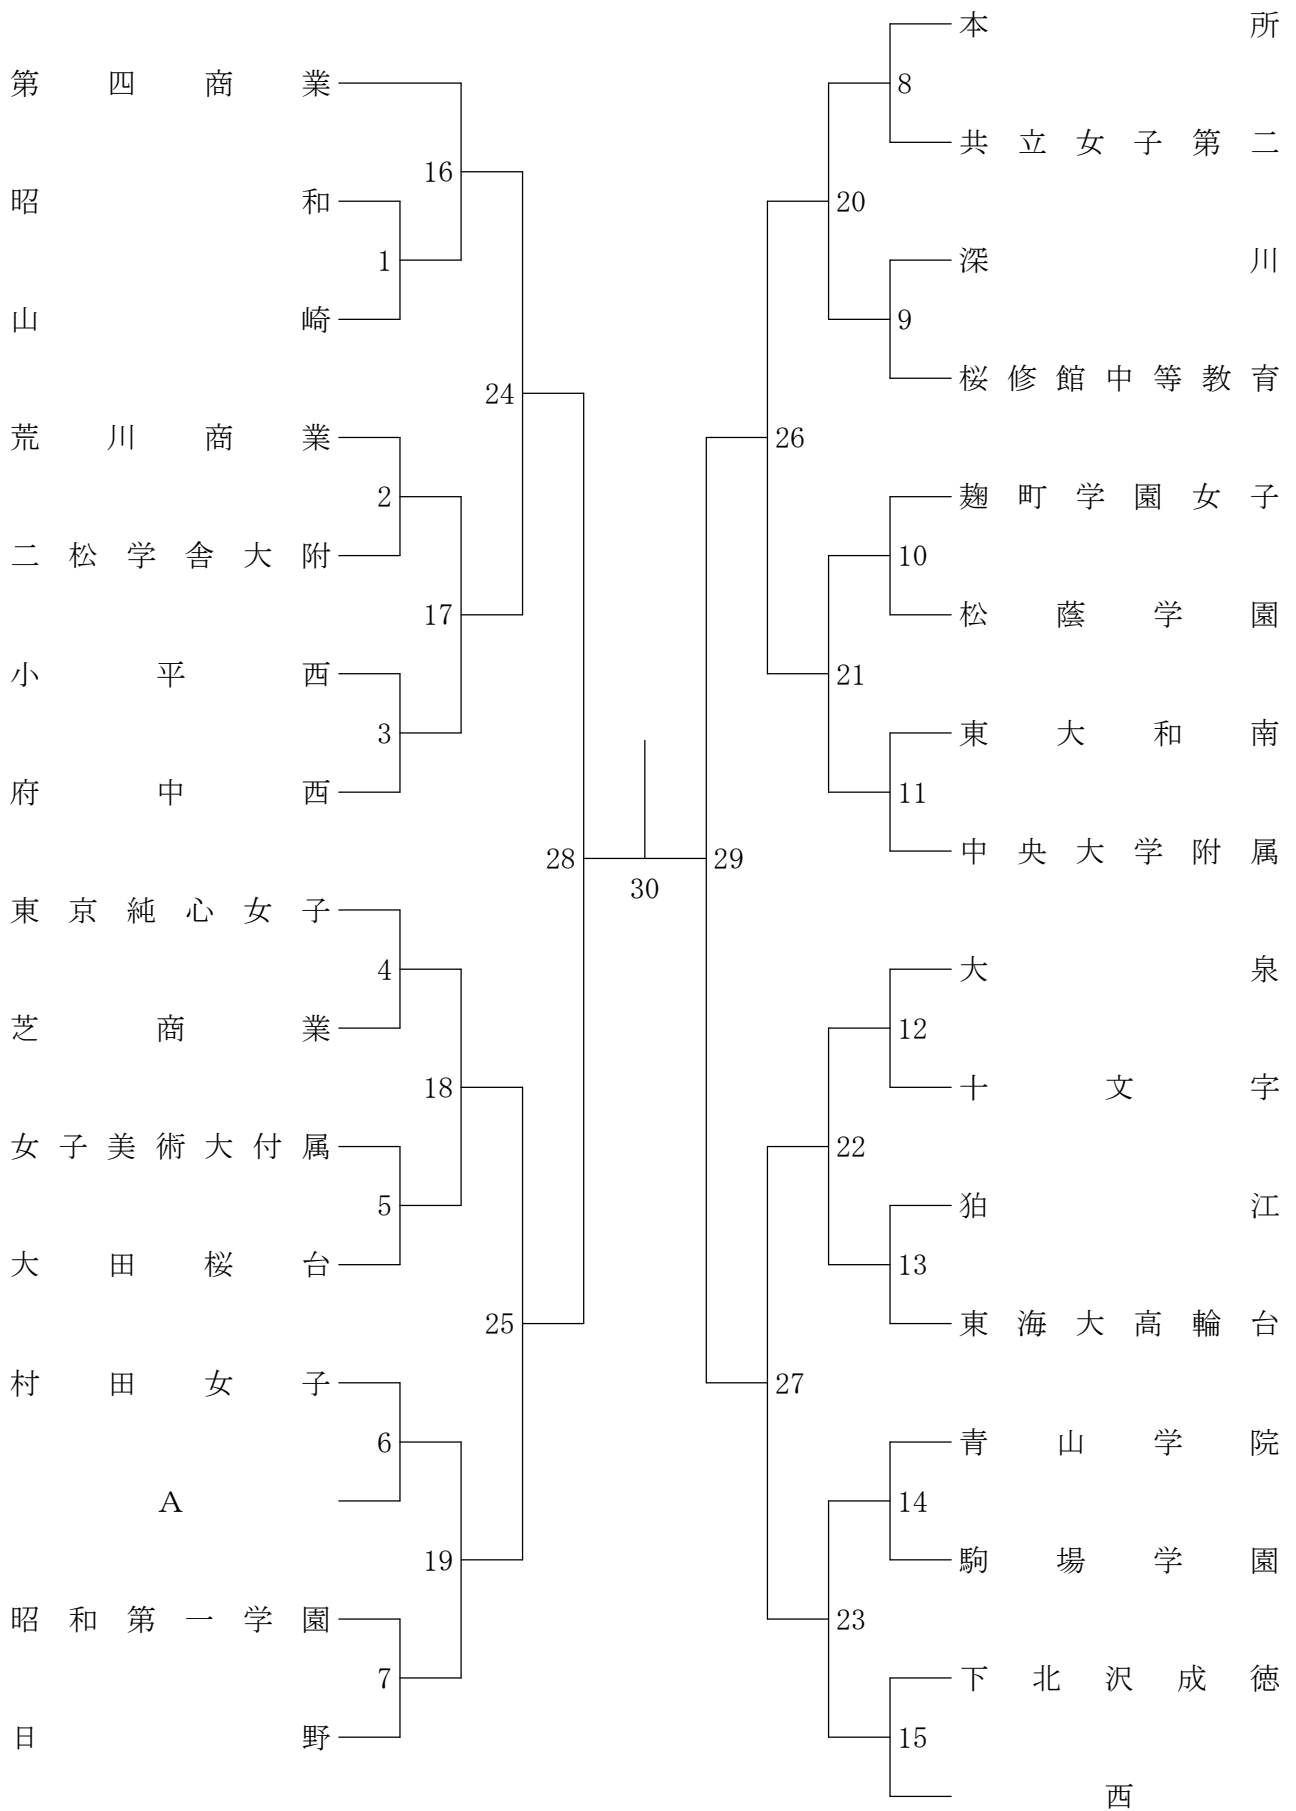 第四商業
16
昭和
1
山崎
24
荒川商業
2
二松学舎大附
17
小平西
3
府中西
28
30
東京純心女子
4
芝商業
18
女子美術大付属
5
大田桜台
25
村田女子
6
A
19
昭和第一学園
7
日野
本所
8
共立女子第二
20
深川
9
桜修館中等教育
26
麹町学園女子
10
松蔭学園
21
東大和南
11
中央大学附属
29
大泉
12
十文字
22
狛江
13
東海大高輪台
27
青山学院
14
駒場学園
23
下北沢成徳
15
西